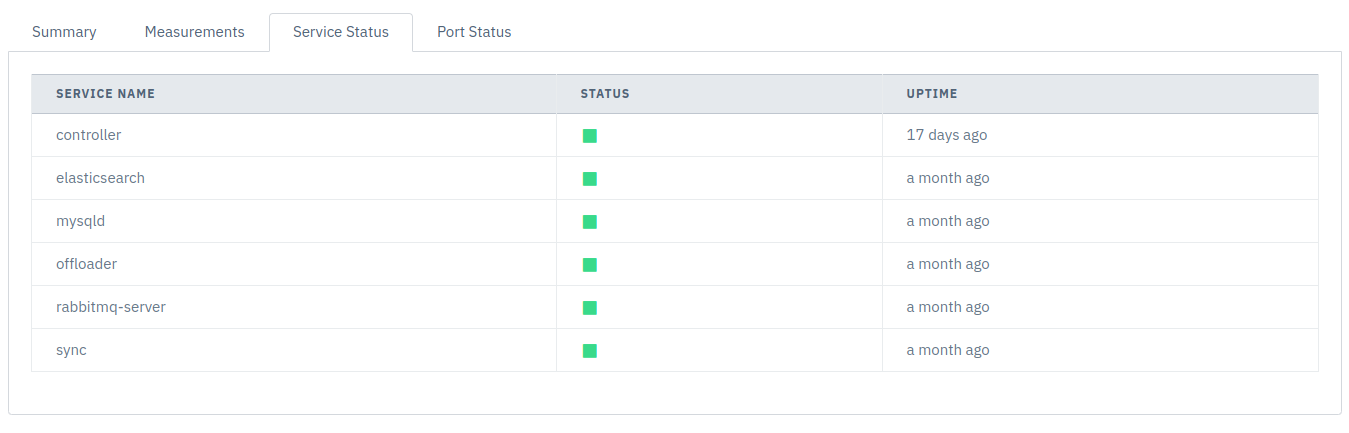 Summary Measurements Service Status Port Status
SERVICE NAME STATUS UPTIME
controller 17 days ago
elasticsearch a month ago
mysqld a month ago
offloader a month ago
rabbitmq-server a month ago
sync a month ago